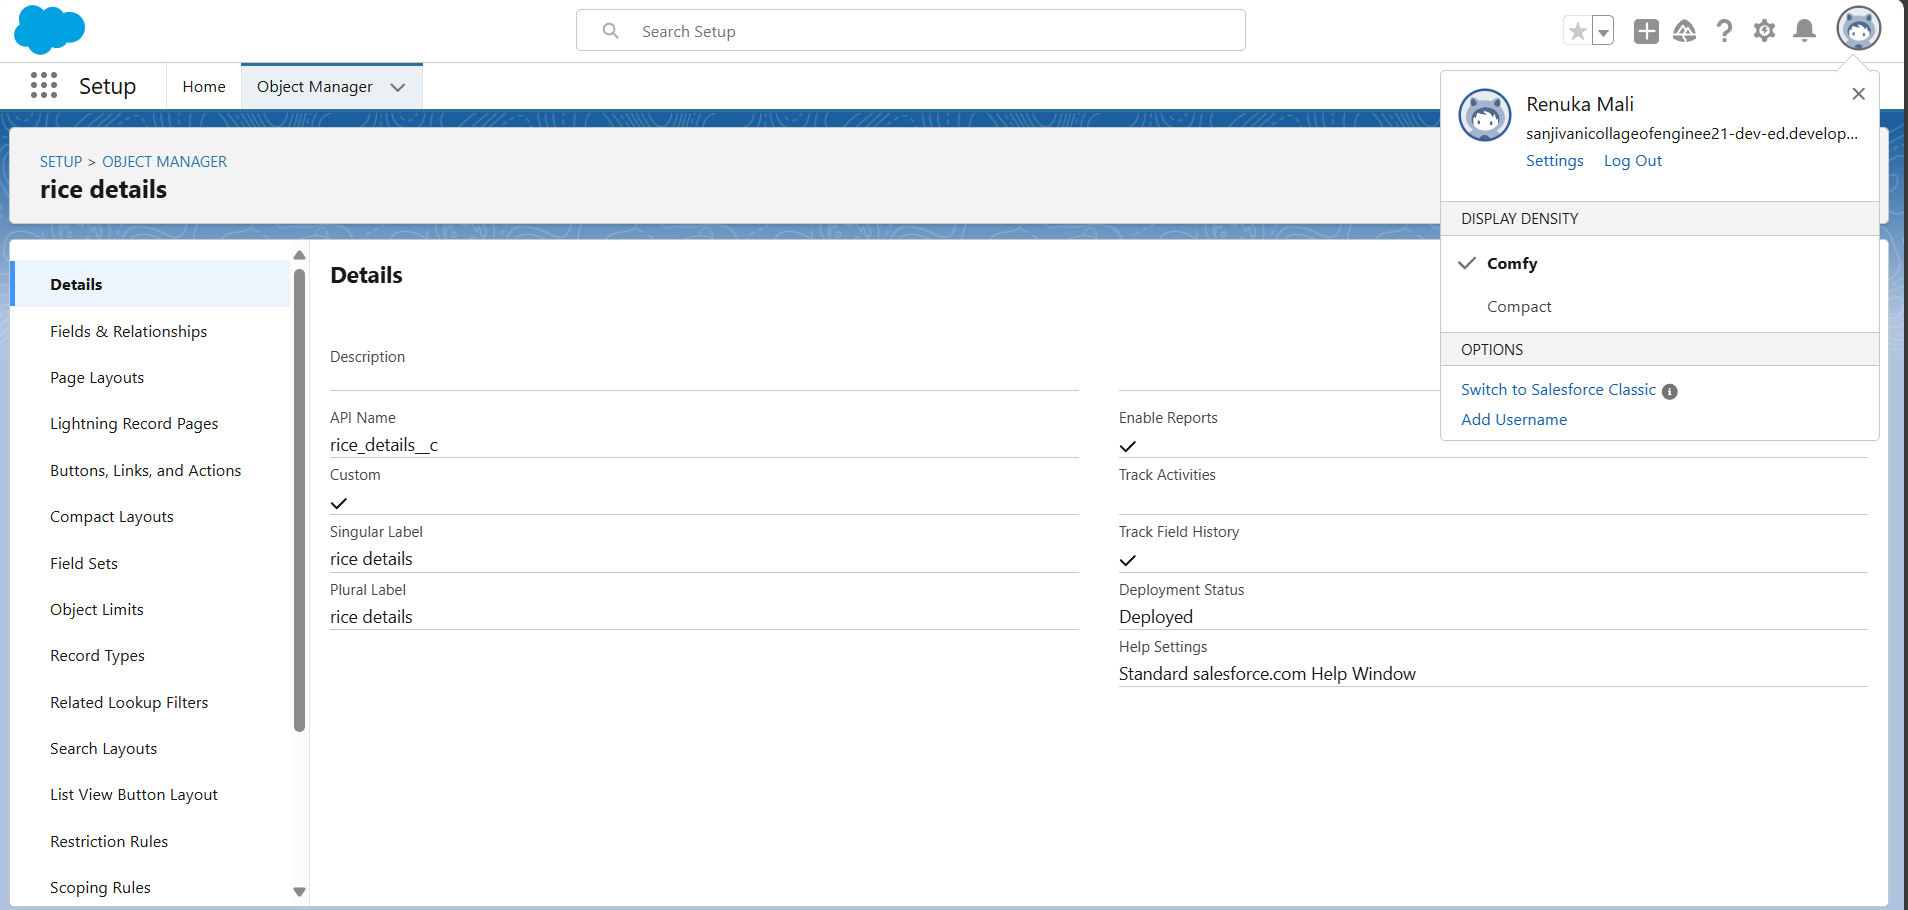 Search Setup
Setup
Home
Object Manager
Renuka Mali
sanjivanicollageofenginee21-dev-ed.develop...
Settings Log Out
DISPLAY DENSITY
Comfy
Compact
OPTIONS
Switch to Salesforce Classic
Add Username
SETUP > OBJECT MANAGER
rice details
Details
Fields & Relationships
Page Layouts
Lightning Record Pages
Buttons, Links, and Actions
Compact Layouts
Field Sets
Object Limits
Record Types
Related Lookup Filters
Search Layouts
List View Button Layout
Restriction Rules
Scoping Rules
Details
Description
API Name
rice_details__c
Custom
Singular Label
rice details
Plural Label
rice details
Enable Reports
Track Activities
Track Field History
Deployment Status
Deployed
Help Settings
Standard salesforce.com Help Window